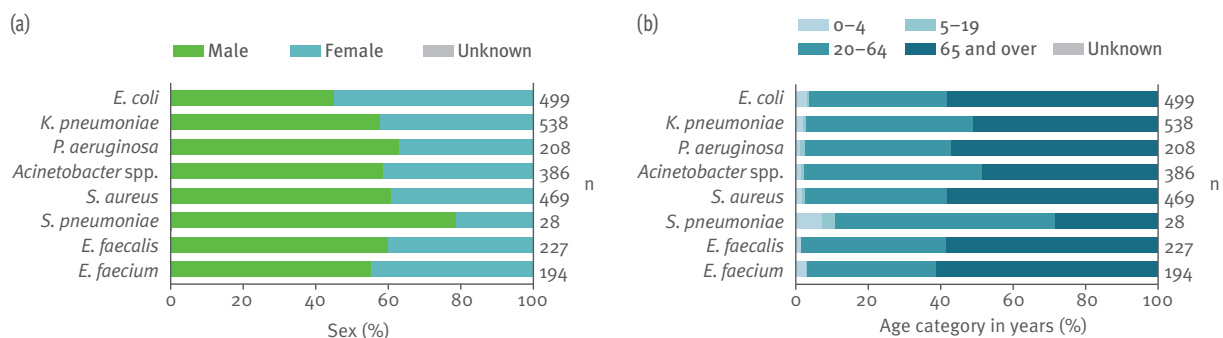 (a)
Male Female Unknown
E. coli 499
K. pneumoniae 538
P. aeruginosa 208
Acinetobacter spp. 386
n
S. aureus 469
S. pneumoniae 28
E. faecalis 227
E. faecium 194
0 20 40 60 80 100
Sex (%)
(b)
0–4 5–19
20–64 65 and over Unknown
E. coli 499
K. pneumoniae 538
P. aeruginosa 208
Acinetobacter spp. 386
n
S. aureus 469
S. pneumoniae 28
E. faecalis 227
E. faecium 194
0 20 40 60 80 100
Age category in years (%)